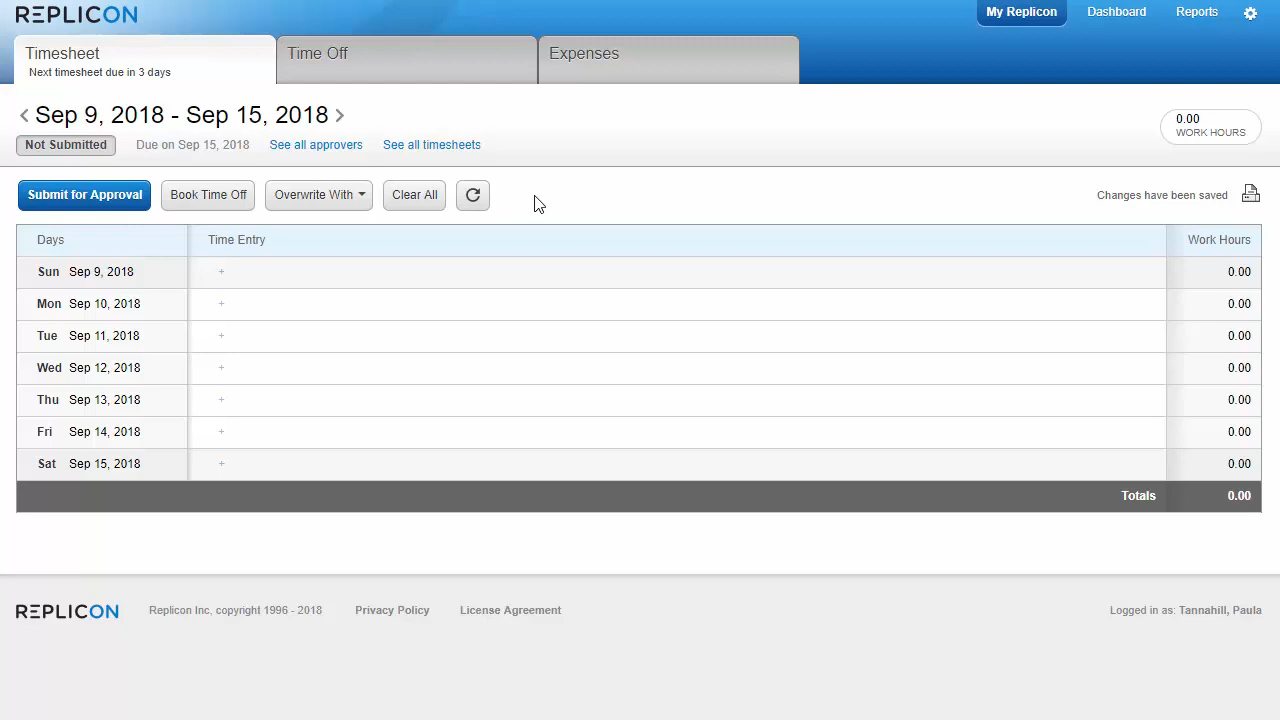 REPLICON
My Replicon Dashboard Reports
Timesheet
Next timesheet due in 3 days
Time Off
Expenses
Sep 9, 2018 - Sep 15, 2018
0.00
WORK HOURS
Not Submitted Due on Sep 15, 2018 See all approvers See all timesheets
Submit for Approval Book Time Off Overwrite With Clear All Changes have been saved
Days Time Entry Work Hours
Sun Sep 9, 2018 + 0.00
Mon Sep 10, 2018 + 0.00
Tue Sep 11, 2018 + 0.00
Wed Sep 12, 2018 + 0.00
Thu Sep 13, 2018 + 0.00
Fri Sep 14, 2018 + 0.00
Sat Sep 15, 2018 + 0.00
Totals 0.00
REPLICON Replicon Inc, copyright 1996 - 2018 Privacy Policy License Agreement Logged in as: Tannahill, Paula